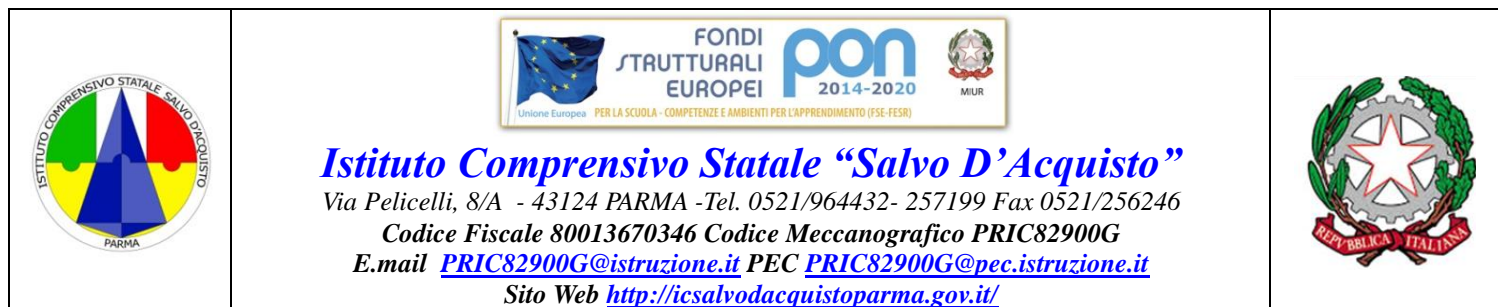 ISTITUTO COMPRENSIVO STATALE SALVO D'ACQUISTO
PARMA
FONDI
STRUTTURALI
EUROPEI
pon
2014-2020
MIUR
Unione Europea
PER LA SCUOLA - COMPETENZE E AMBIENTI PER L'APPRENDIMENTO (FSE-FESR)
Istituto Comprensivo Statale “Salvo D’Acquisto”
Via Pelicelli, 8/A - 43124 PARMA -Tel. 0521/964432- 257199 Fax 0521/256246
Codice Fiscale 80013670346 Codice Meccanografico PRIC82900G
E.mail PRIC82900G@istruzione.it PEC PRIC82900G@pec.istruzione.it
Sito Web http://icsalvodacquistoparma.gov.it/
REPVBBLICA ITALIANA